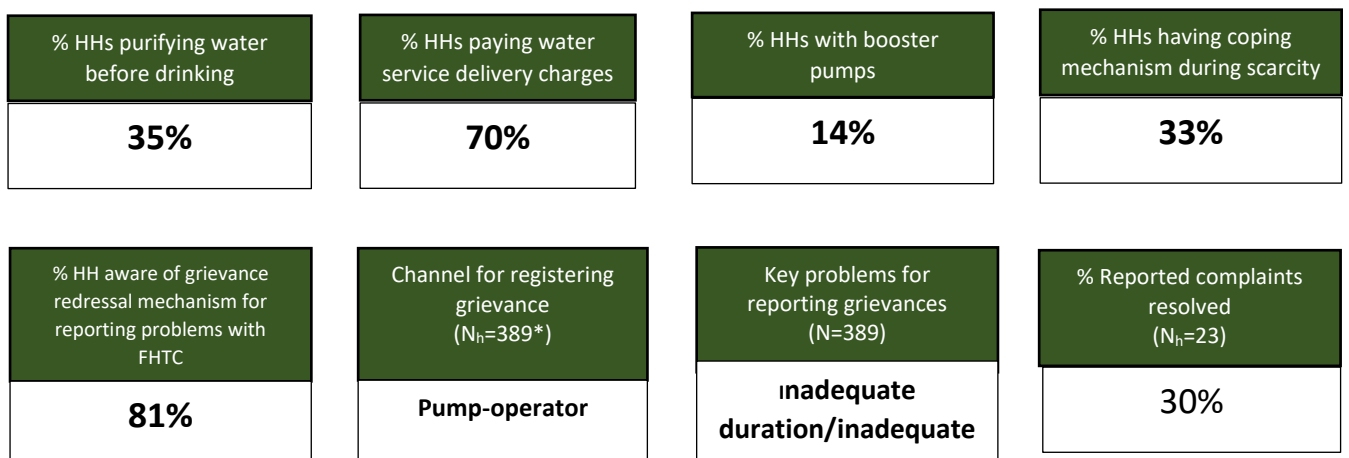 % HHs purifying water
before drinking
35%
% HHs paying water
service delivery charges
70%
% HHs with booster
pumps
14%
% HHs having coping
mechanism during scarcity
33%
% HH aware of grievance
redressal mechanism for
reporting problems with
FHTC
81%
Channel for registering
grievance
(Nh=389*)
Pump-operator
Key problems for
reporting grievances
(N=389)
Inadequate
duration/inadequate
% Reported complaints
resolved
(Nh=23)
30%